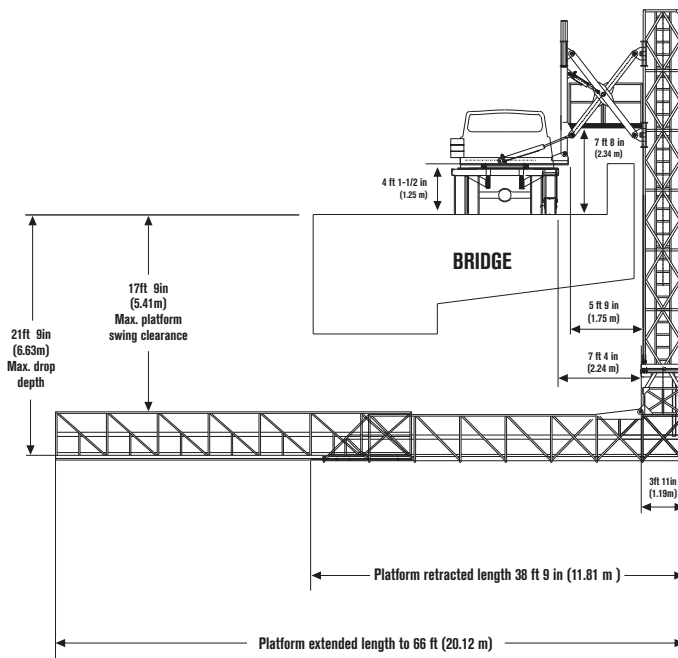 7 ft 8 in
(2.34 m)
4 ft 1-1/2 in
(1.25 m)
BRIDGE
17ft 9in
(5.41m)
Max. platform
swing clearance
21ft 9in
(6.63m)
Max. drop
depth
5 ft 9 in
(1.75 m)
7 ft 4 in
(2.24 m)
3ft 11in
(1.19m)
Platform retracted length 38 ft 9 in (11.81 m )
Platform extended length to 66 ft (20.12 m)